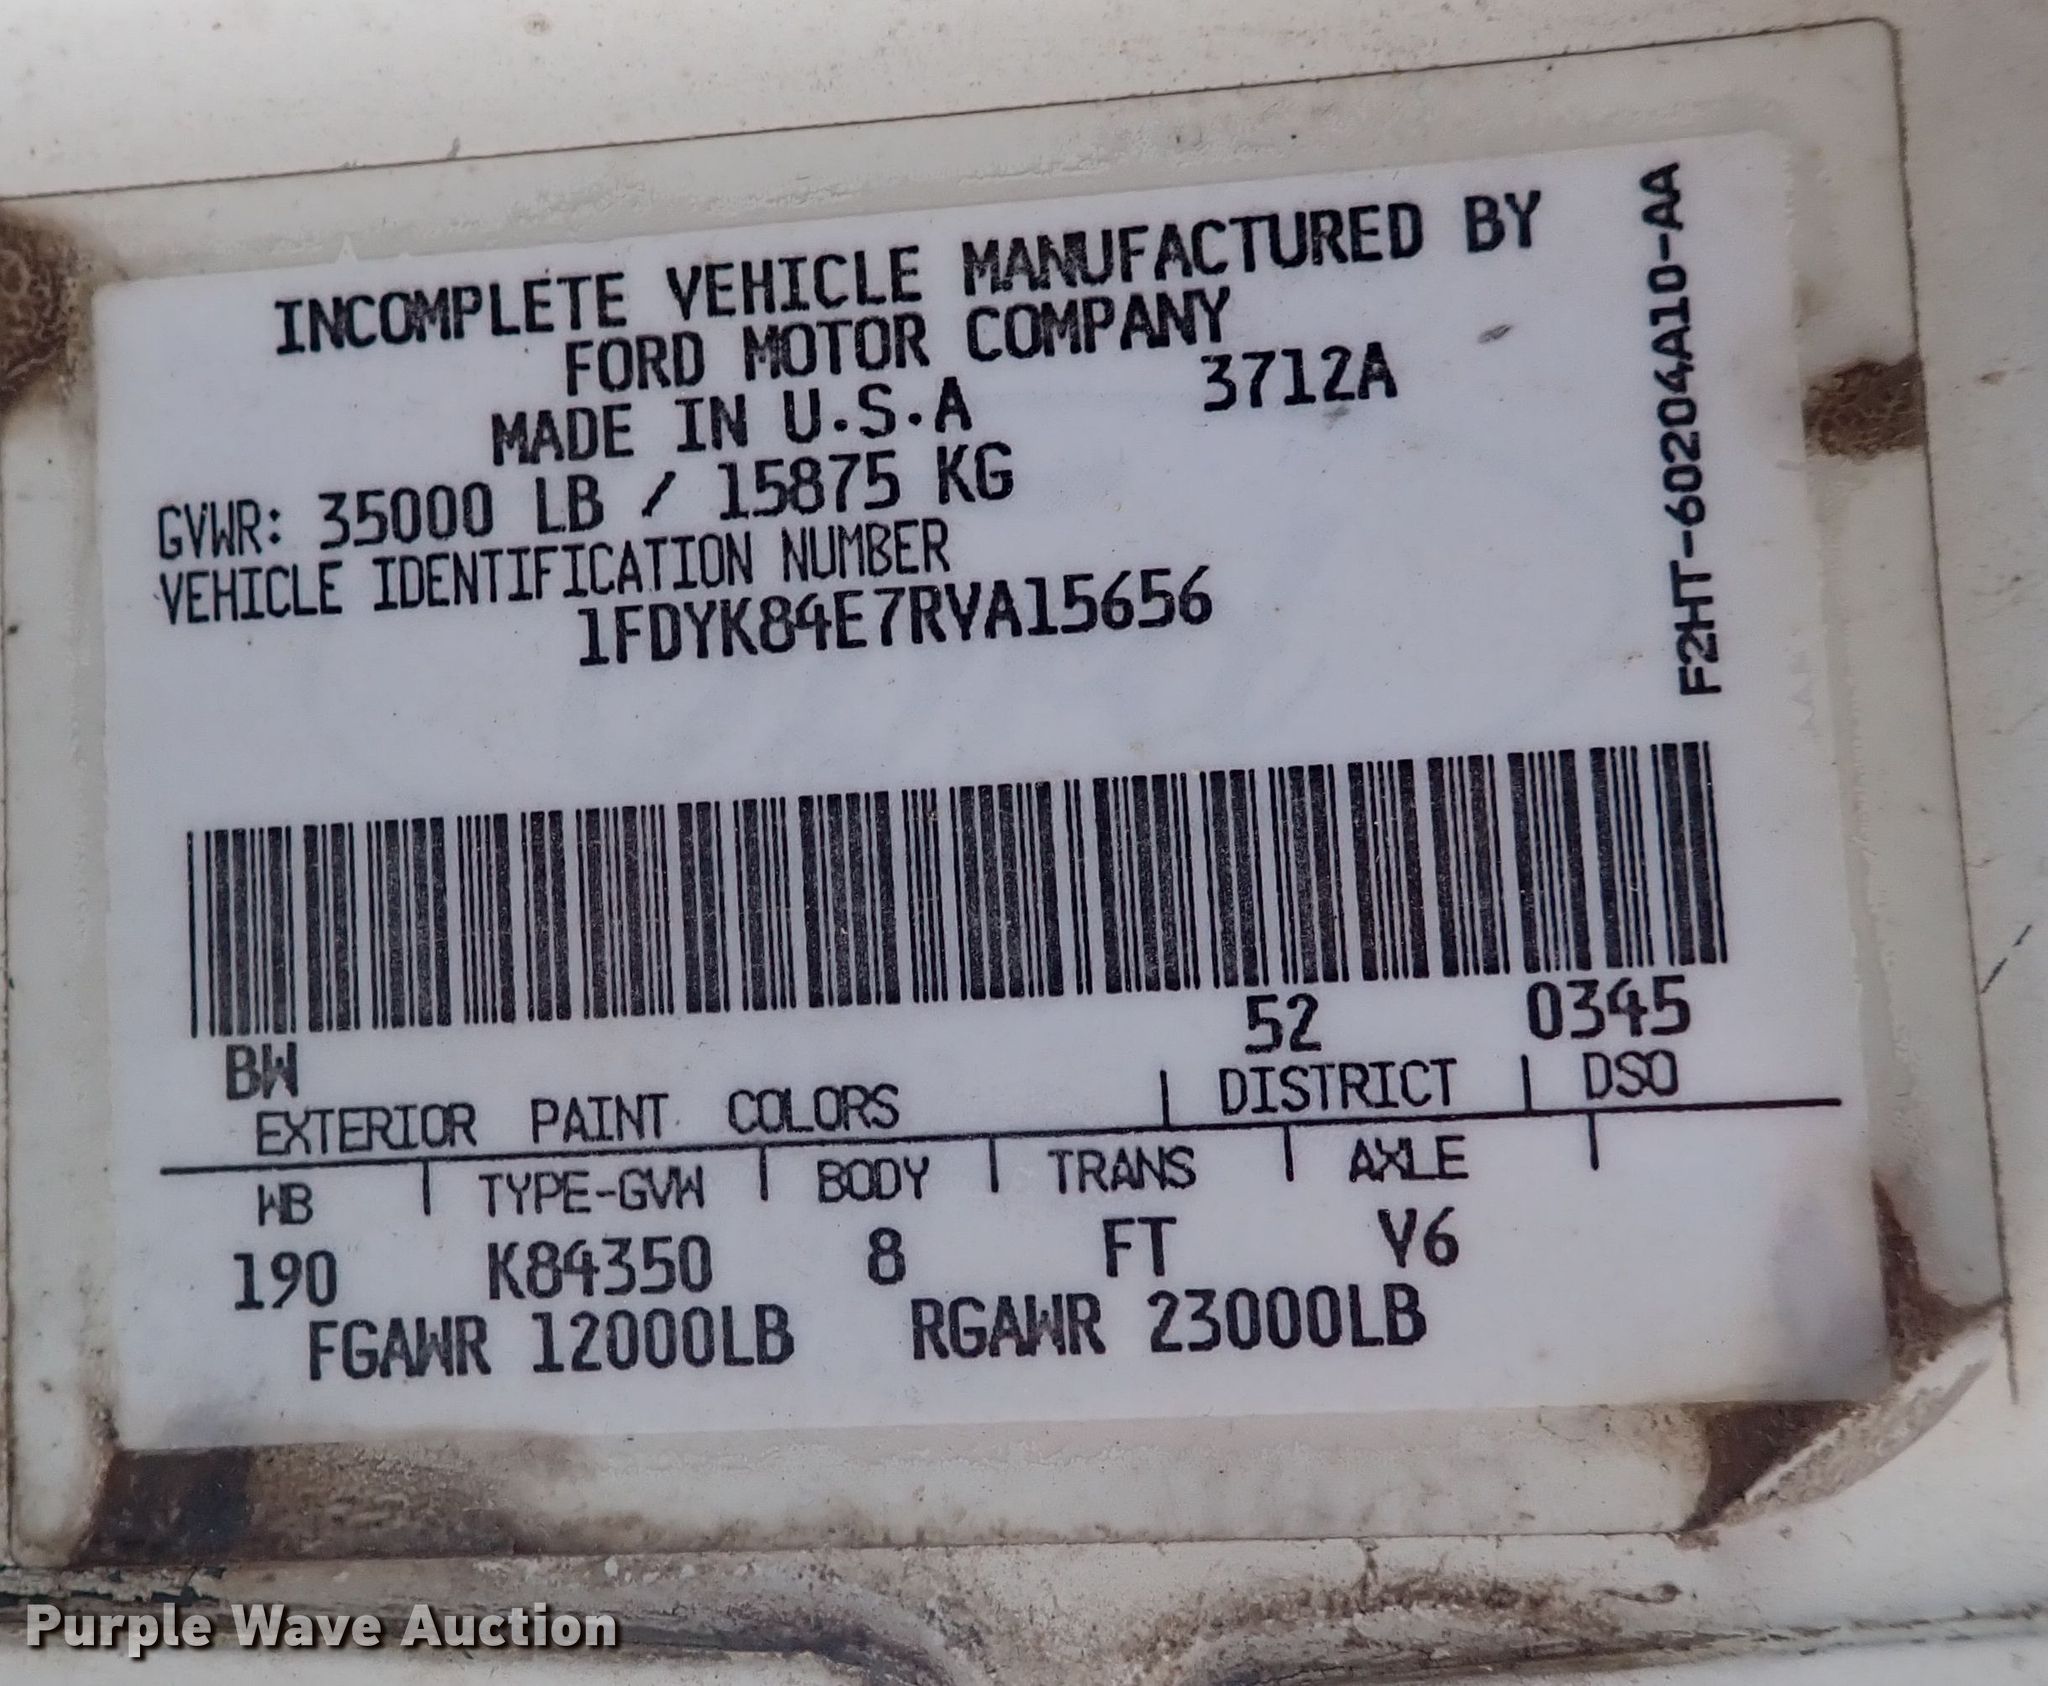 INCOMPLETE VEHICLE MANUFACTURED BY
FORD MOTOR COMPANY
MADE IN U.S.A 3712A
GVWR: 35000 LB / 15875 KG
VEHICLE IDENTIFICATION NUMBER
1FDYK84E7RVA15656
F2HT-60204A10-AA
BW 52 0345
EXTERIOR PAINT COLORS | DISTRICT | DSO
WB | TYPE-GVW | BODY | TRANS | AXLE |
190 K84350 8 FT V6
FGAWR 12000LB RGAWR 23000LB
Purple Wave Auction